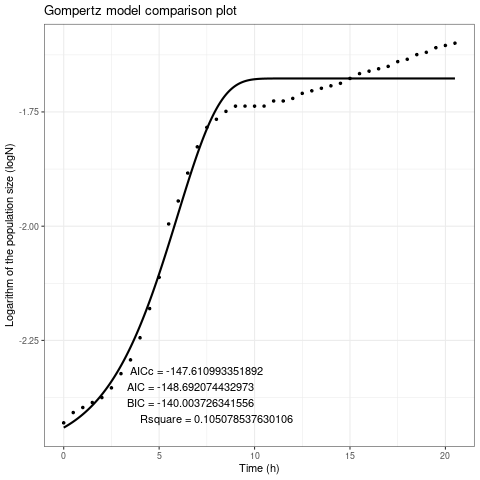 Gompertz model comparison plot
Logarithm of the population size (logN)
-1.75
-2.00
-2.25
AICc = -147.610993351892
AIC = -148.692074432973
BIC = -140.003726341556
Rsquare = 0.105078537630106
0 5 10 15 20
Time (h)